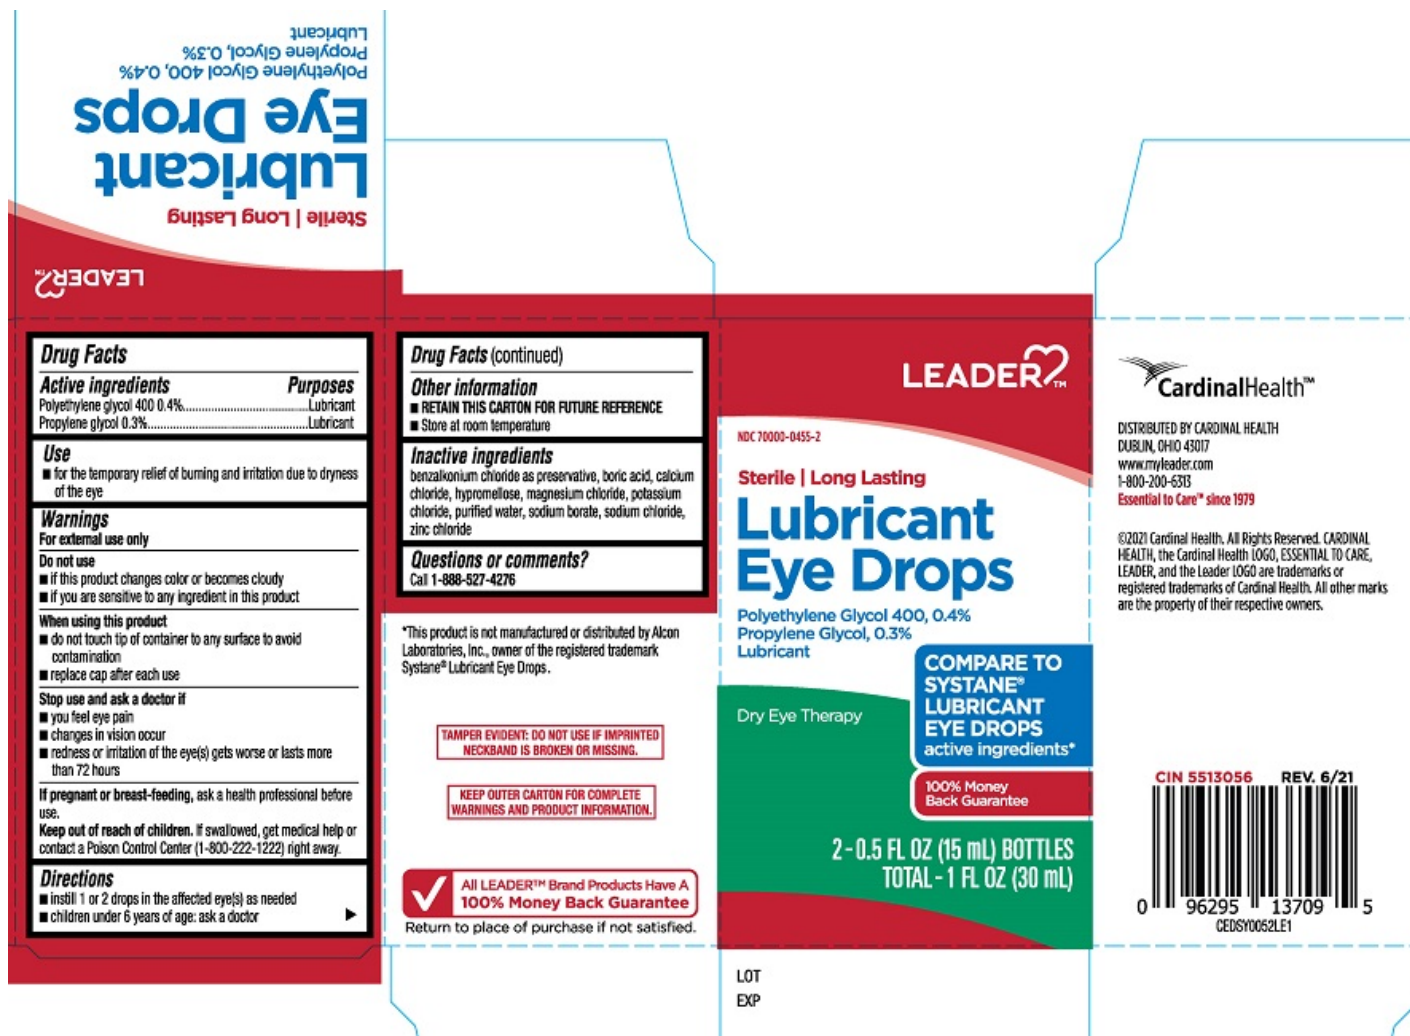 Lubricant
Propylene Glycol, 0.3%
Polyethylene Glycol 400, 0.4%
Eye Drops
Lubricant
Sterile | Long Lasting
LEADER™
Drug Facts
Active ingredients Purposes
Polyethylene glycol 400 0.4%......................................Lubricant
Propylene glycol 0.3%.................................................Lubricant
Use
■ for the temporary relief of burning and irritation due to dryness
of the eye
Warnings
For external use only
Do not use
■ if this product changes color or becomes cloudy
■ if you are sensitive to any ingredient in this product
When using this product
■ do not touch tip of container to any surface to avoid
contamination
■ replace cap after each use
Stop use and ask a doctor if
■ you feel eye pain
■ changes in vision occur
■ redness or irritation of the eye(s) gets worse or lasts more
than 72 hours
If pregnant or breast-feeding, ask a health professional before
use.
Keep out of reach of children. If swallowed, get medical help or
contact a Poison Control Center (1-800-222-1222) right away.
Directions
■ instill 1 or 2 drops in the affected eye(s) as needed
■ children under 6 years of age: ask a doctor
Drug Facts (continued)
Other information
■ RETAIN THIS CARTON FOR FUTURE REFERENCE
■ Store at room temperature
Inactive ingredients
benzalkonium chloride as preservative, boric acid, calcium
chloride, hypromellose, magnesium chloride, potassium
chloride, purified water, sodium borate, sodium chloride,
zinc chloride
Questions or comments?
Call 1-888-527-4276
*This product is not manufactured or distributed by Alcon
Laboratories, Inc., owner of the registered trademark
Systane® Lubricant Eye Drops.
TAMPER EVIDENT: DO NOT USE IF IMPRINTED
NECKBAND IS BROKEN OR MISSING.
KEEP OUTER CARTON FOR COMPLETE
WARNINGS AND PRODUCT INFORMATION.
All LEADER™ Brand Products Have A
100% Money Back Guarantee
Return to place of purchase if not satisfied.
LEADER™
NDC 70000-0455-2
Sterile | Long Lasting
Lubricant
Eye Drops
Polyethylene Glycol 400, 0.4%
Propylene Glycol, 0.3%
Lubricant
COMPARE TO
SYSTANE®
LUBRICANT
EYE DROPS
active ingredients*
Dry Eye Therapy
100% Money
Back Guarantee
2 - 0.5 FL OZ (15 mL) BOTTLES
TOTAL - 1 FL OZ (30 mL)
LOT
EXP
CardinalHealth™
DISTRIBUTED BY CARDINAL HEALTH
DUBLIN, OHIO 43017
www.myleader.com
1-800-200-6313
Essential to Care™ since 1979
©2021 Cardinal Health. All Rights Reserved. CARDINAL
HEALTH, the Cardinal Health LOGO, ESSENTIAL TO CARE,
LEADER, and the Leader LOGO are trademarks or
registered trademarks of Cardinal Health. All other marks
are the property of their respective owners.
CIN 5513056 REV. 6/21
0 96295 13709 5
CEDSY0052LE1